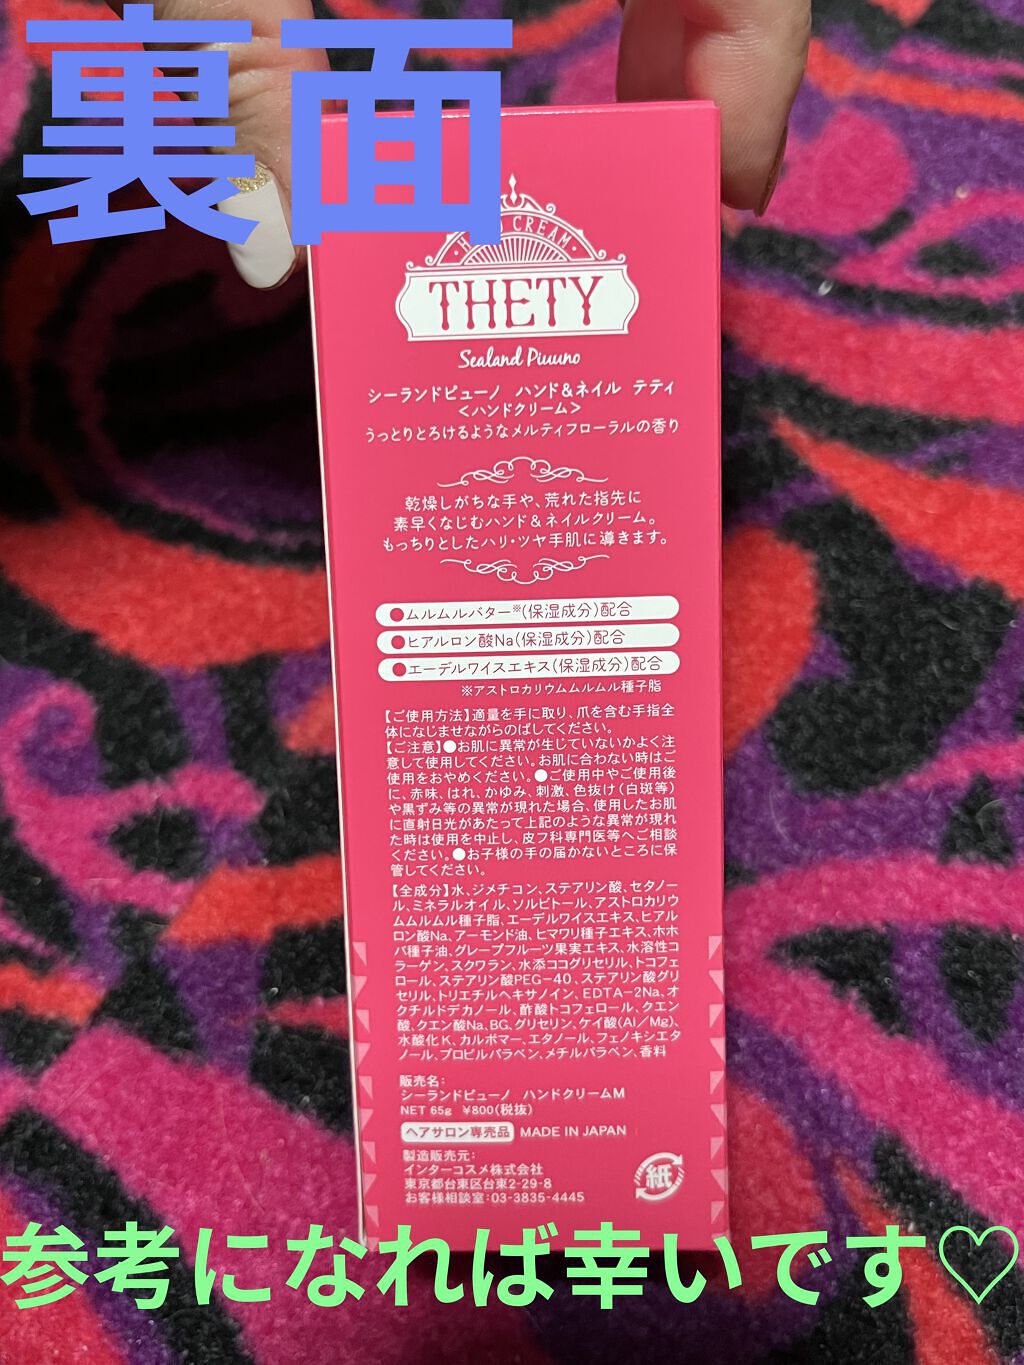 裏面
HAND CREAM
THETY
Sealand Piuuno
シーランドピューノ ハンド&ネイル テティ
<ハンドクリーム>
うっとりとろけるようなメルティフローラルの香り
乾燥しがちな手や、荒れた指先に
素早くなじむハンド&ネイルクリーム。
もっちりとしたハリ・ツヤ手肌に導きます。
●ムルムルバター※(保湿成分)配合
●ヒアルロン酸Na(保湿成分)配合
●エーデルワイスエキス(保湿成分)配合
※アストロカリウムムルムル種子脂
【ご使用方法】適量を手に取り、爪を含む手指全
体になじませながらのばしてください。
【ご注意】●お肌に異常が生じていないかよく注
意して使用してください。お肌に合わない時はご
使用をおやめください。●ご使用中やご使用後
に、赤味、はれ、かゆみ、刺激、色抜け(白斑等)
や黒ずみ等の異常が現れた場合、使用したお肌
に直射日光があたって上記のような異常が現れ
た時は使用を中止し、皮フ科専門医等へご相談
ください。●お子様の手の届かないところに保
管してください。
【全成分】水、ジメチコン、ステアリン酸、セタノー
ル、ミネラルオイル、ソルビトール、アストロカリウ
ムムルムル種子脂、エーデルワイスエキス、ヒアル
ロン酸Na、アーモンド油、ヒマワリ種子エキス、ホホ
バ種子油、グレープフルーツ果実エキス、水溶性コ
ラーゲン、スクワラン、水添ココグリセリル、トコフェ
ロール、ステアリン酸PEG-40、ステアリン酸グリ
セリル、トリエチルヘキサノイン、EDTA-2Na、オ
クチルドデカノール、酢酸トコフェロール、クエン
酸、クエン酸Na、BG、グリセリン、ケイ酸(Al/Mg)、
水酸化K、カルボマー、エタノール、フェノキシエタ
ノール、プロピルパラベン、メチルパラベン、香料
販売名:
シーランドピューノ ハンドクリームM
NET 65g ¥800(税抜)
ヘアサロン専売品 MADE IN JAPAN
製造販売元:
インターコスメ株式会社
東京都台東区台東2-29-8
お客様相談室:03-3835-4445
紙
参考になれば幸いです♡